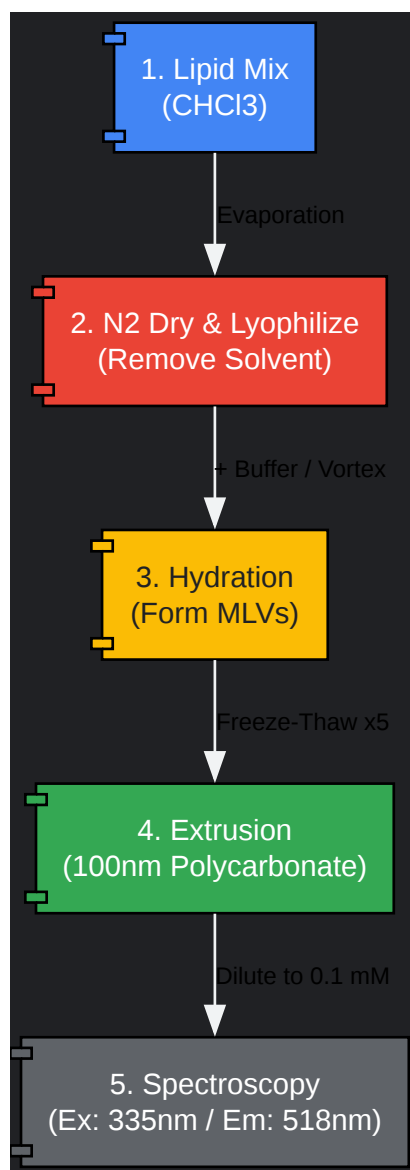 1. Lipid Mix
(CHCl3)
Evaporation
2. N2 Dry & Lyophilize
(Remove Solvent)
+ Buffer / Vortex
3. Hydration
(Form MLVs)
Freeze-Thaw x5
4. Extrusion
(100nm Polycarbonate)
Dilute to 0.1 mM
5. Spectroscopy
(Ex: 335nm / Em: 518nm)